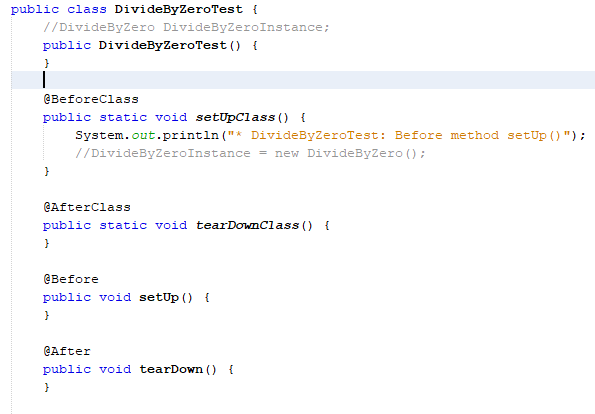 public class DivideByZeroTest {
    //DivideByZero DivideByZeroInstance;
    public DivideByZeroTest() {
    }

    @BeforeClass
    public static void setUpClass() {
        System.out.println("* DivideByZeroTest: Before method setUp()");
        //DivideByZeroInstance = new DivideByZero();
    }

    @AfterClass
    public static void tearDownClass() {
    }

    @Before
    public void setUp() {
    }

    @After
    public void tearDown() {
    }